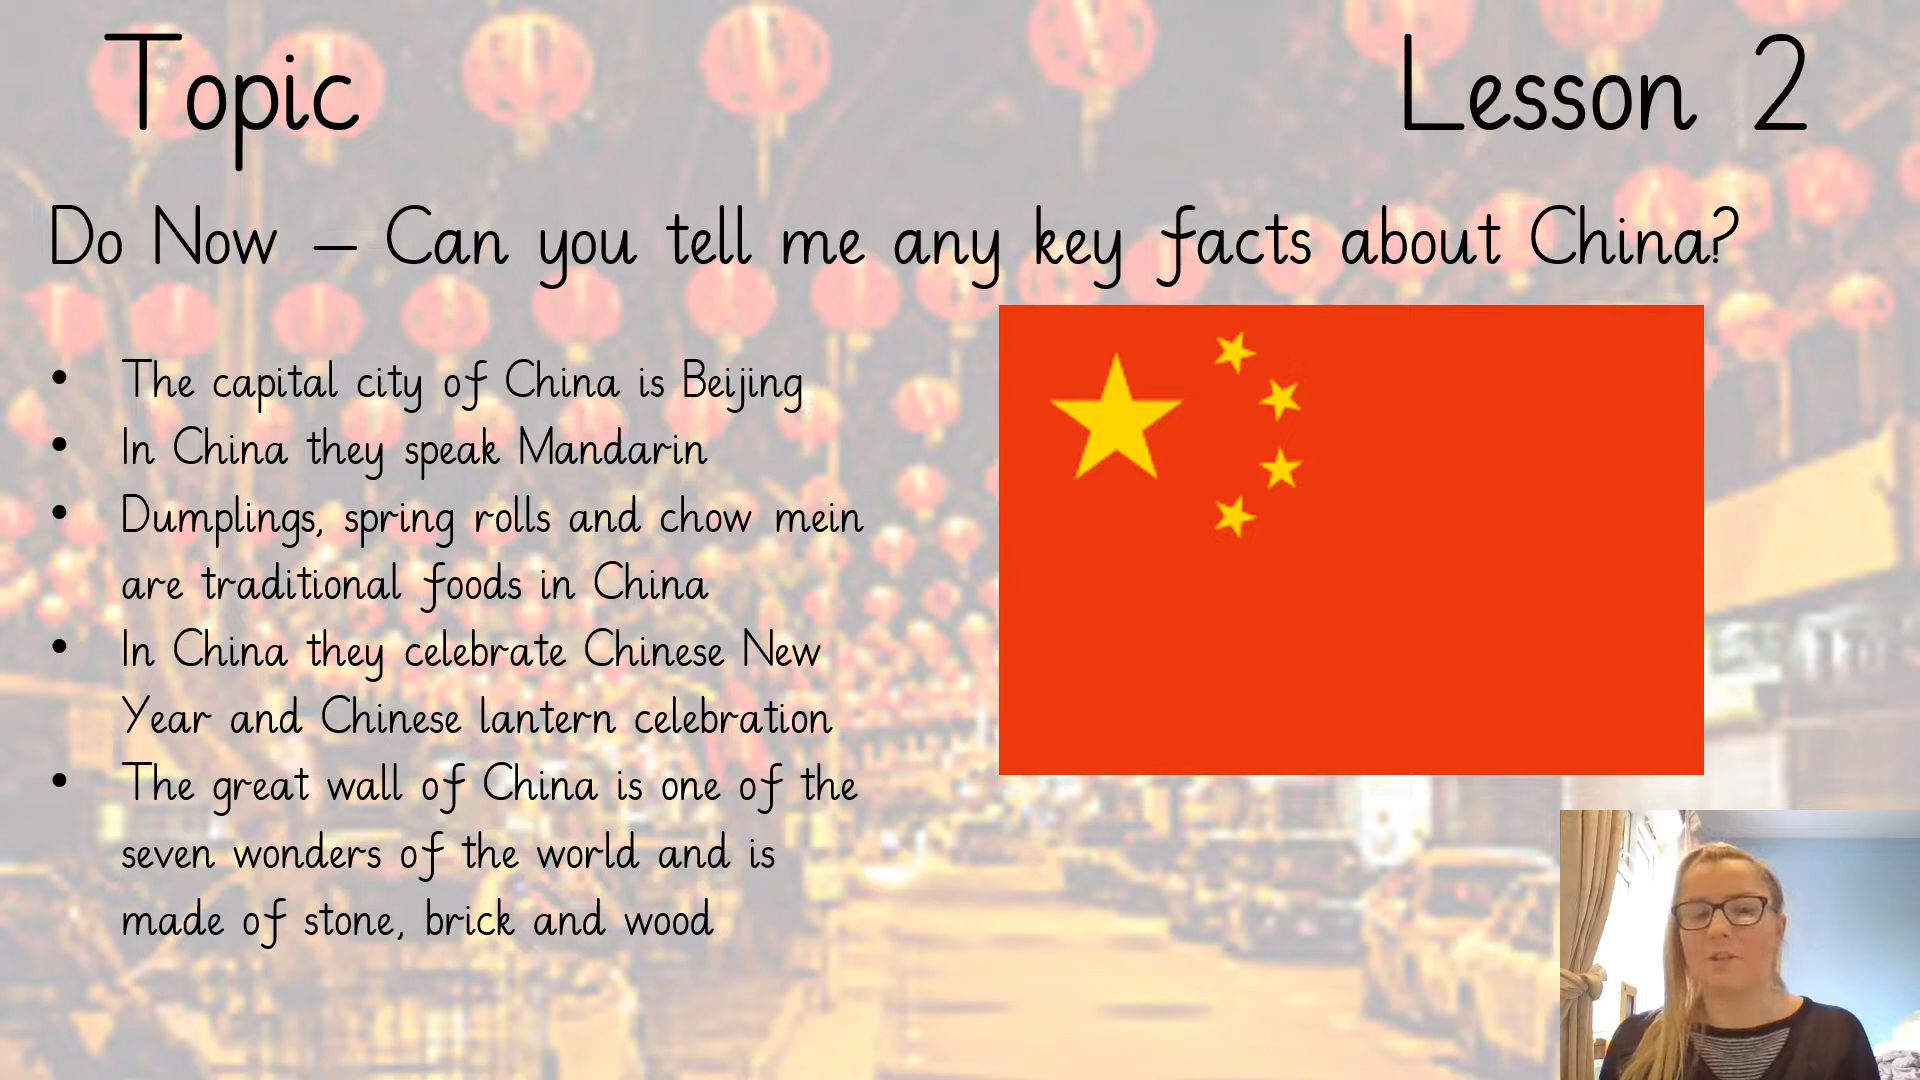 Topic
Lesson 2
Do Now – Can you tell me any key facts about China?
• The capital city of China is Beijing
• In China they speak Mandarin
• Dumplings, spring rolls and chow mein
are traditional foods in China
• In China they celebrate Chinese New
Year and Chinese lantern celebration
• The great wall of China is one of the
seven wonders of the world and is
made of stone, brick and wood